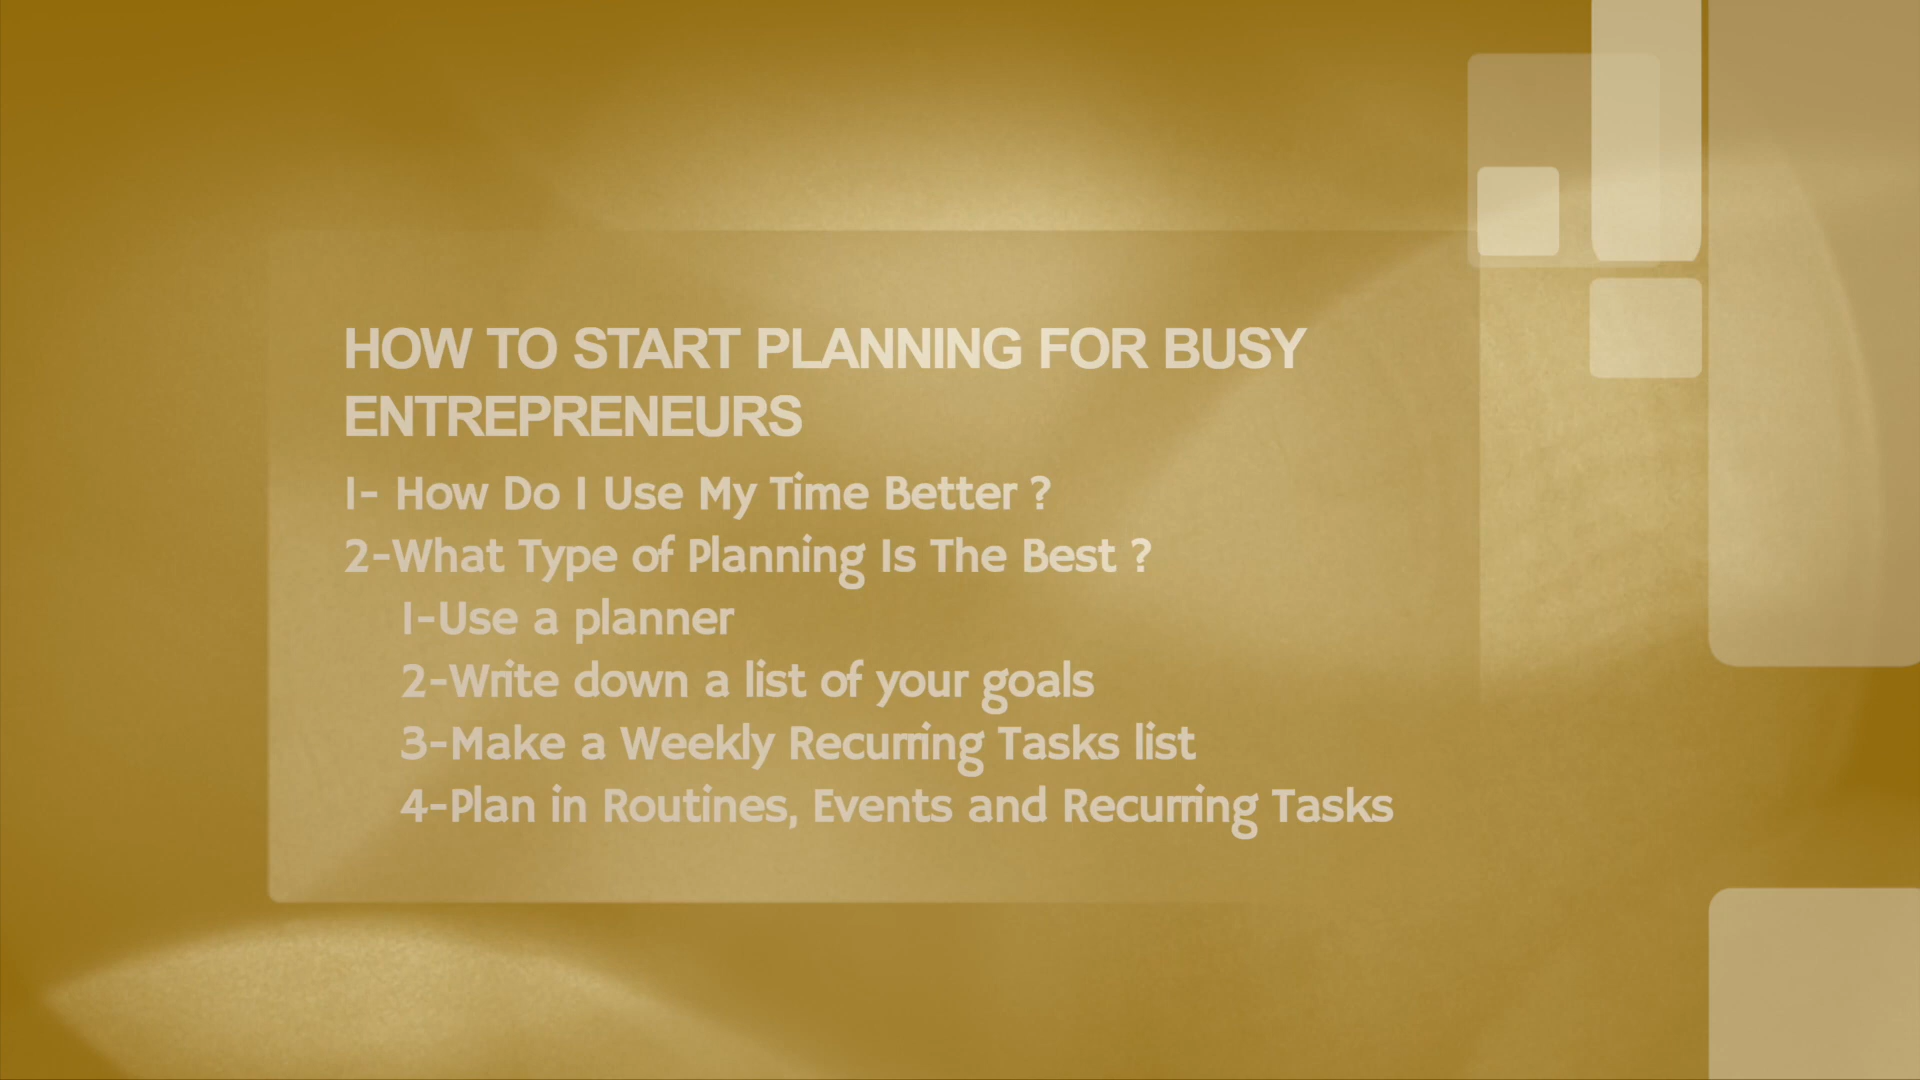 HOW TO START PLANNING FOR BUSY
ENTREPRENEURS
1- How Do I Use My Time Better ?
2-What Type of Planning Is The Best ?
1-Use a planner
2-Write down a list of your goals
3-Make a Weekly Recurring Tasks list
4-Plan in Routines, Events and Recurring Tasks